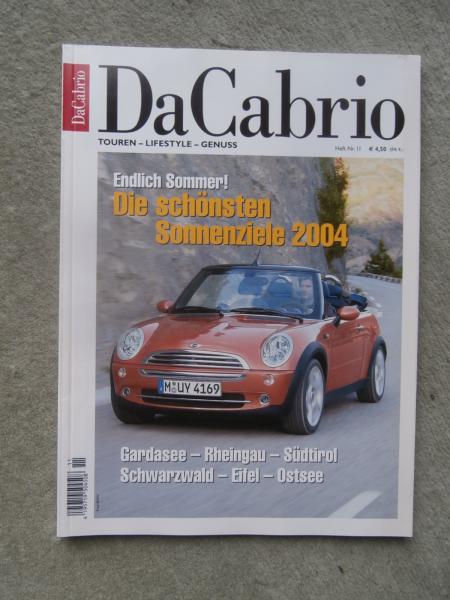 DaCabrio
DaCabrio
TOUREN – LIFESTYLE – GENUSS
Heft Nr. 11 € 4,50
Endlich Sommer!
Die schönsten
Sonnenziele 2004
M UY 4169
Gardasee – Rheingau – Südtirol
Schwarzwald – Eifel – Ostsee
11